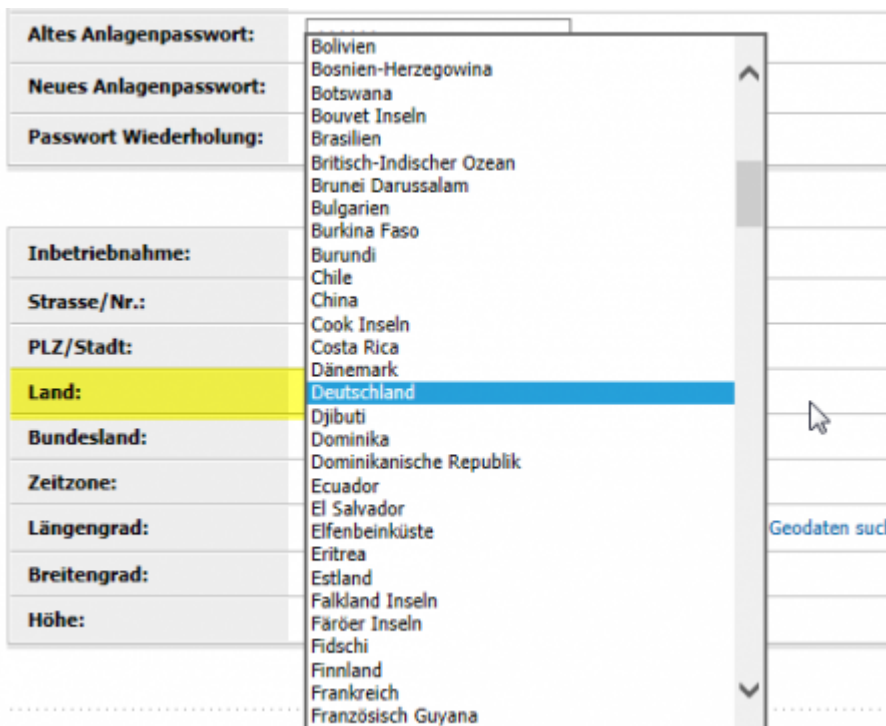 Altes Anlagenpasswort:
Neues Anlagenpasswort:
Passwort Wiederholung:
Inbetriebnahme:
Strasse/Nr.:
PLZ/Stadt:
Land:
Bundesland:
Zeitzone:
Längengrad:
Breitengrad:
Höhe:
Bolivien
Bosnien-Herzegowina
Botswana
Bouvet Inseln
Brasilien
Britisch-Indischer Ozean
Brunei Darussalam
Bulgarien
Burkina Faso
Burundi
Chile
China
Cook Inseln
Costa Rica
Dänemark
Deutschland
Djibuti
Dominika
Dominikanische Republik
Ecuador
El Salvador
Elfenbeinküste
Eritrea
Estland
Falkland Inseln
Färöer Inseln
Fidschi
Finnland
Frankreich
Französisch Guyana
Geodaten such